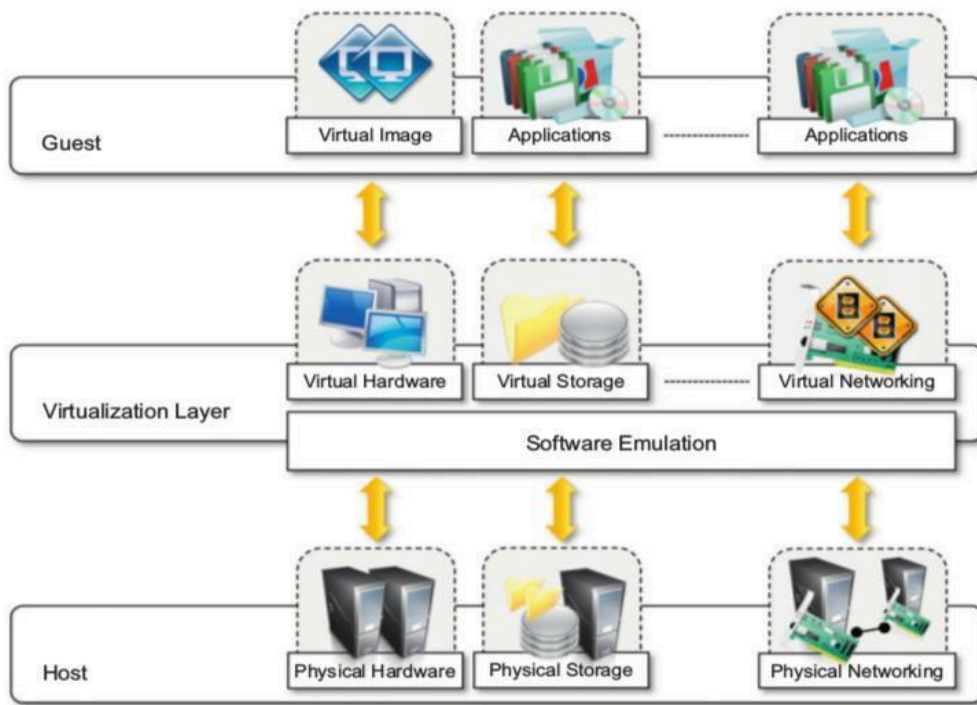 Virtual Image
Applications
Applications
Guest
Virtual Hardware
Virtual Storage
Virtual Networking
Virtualization Layer
Software Emulation
Physical Hardware
Physical Storage
Physical Networking
Host